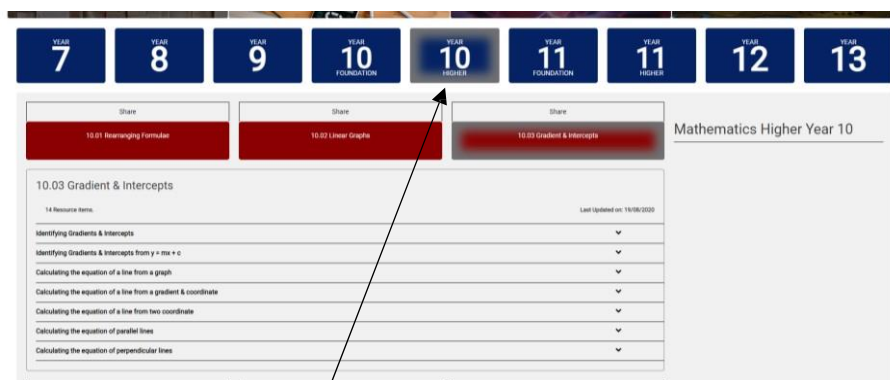 YEAR
7
YEAR
8
YEAR
9
YEAR
10
FOUNDATION
YEAR
10
HIGHER
YEAR
11
FOUNDATION
YEAR
11
HIGHER
YEAR
12
YEAR
13
Share
Share
Share
10.01 Rearranging Formulae
10.02 Linear Graphs
10.03 Gradient & Intercepts
Mathematics Higher Year 10
10.03 Gradient & Intercepts
14 Resource items.
Last Updated on: 19/08/2020
Identifying Gradients & Intercepts
Identifying Gradients & Intercepts from y = mx + c
Calculating the equation of a line from a graph
Calculating the equation of a line from a gradient & coordinate
Calculating the equation of a line from two coordinate
Calculating the equation of parallel lines
Calculating the equation of perpendicular lines